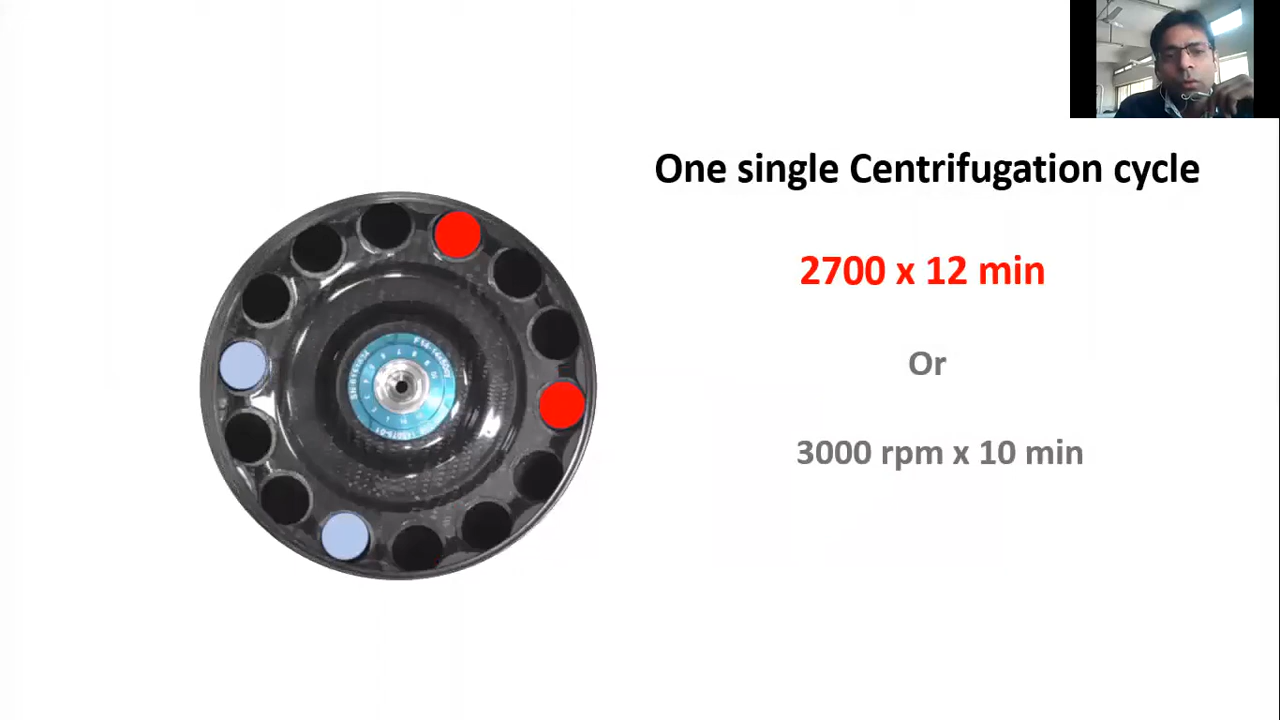 One single Centrifugation cycle
2700 x 12 min
Or
3000 rpm x 10 min